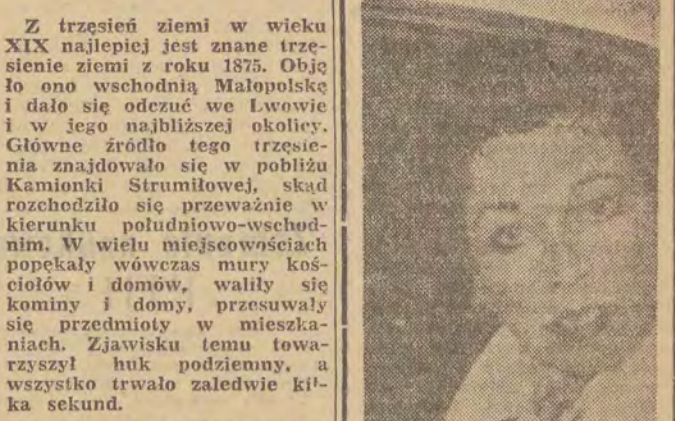 Z trzęsień ziemi w wieku
XIX najlepiej jest znane trzę-
sienie ziemi z roku 1875. Obję
ło ono wschodnią Małopolskę
i dało się odczuć we Lwowie
i w jego najbliższej okolicy.
Główne źródło tego trzęsie-
nia znajdowało się w pobliżu
Kamionki Strumiłowej, skąd
rozchodziło się przeważnie w
kierunku południowo-wschod-
nim. W wielu miejscowościach
popękały wówczas mury koś-
ciołów i domów, waliły się
kominy i domy, przesuwały
się przedmioty w mieszka-
niach. Zjawisku temu towa-
rzyszył huk podziemny, a
wszystko trwało zaledwie kil-
ka sekund.